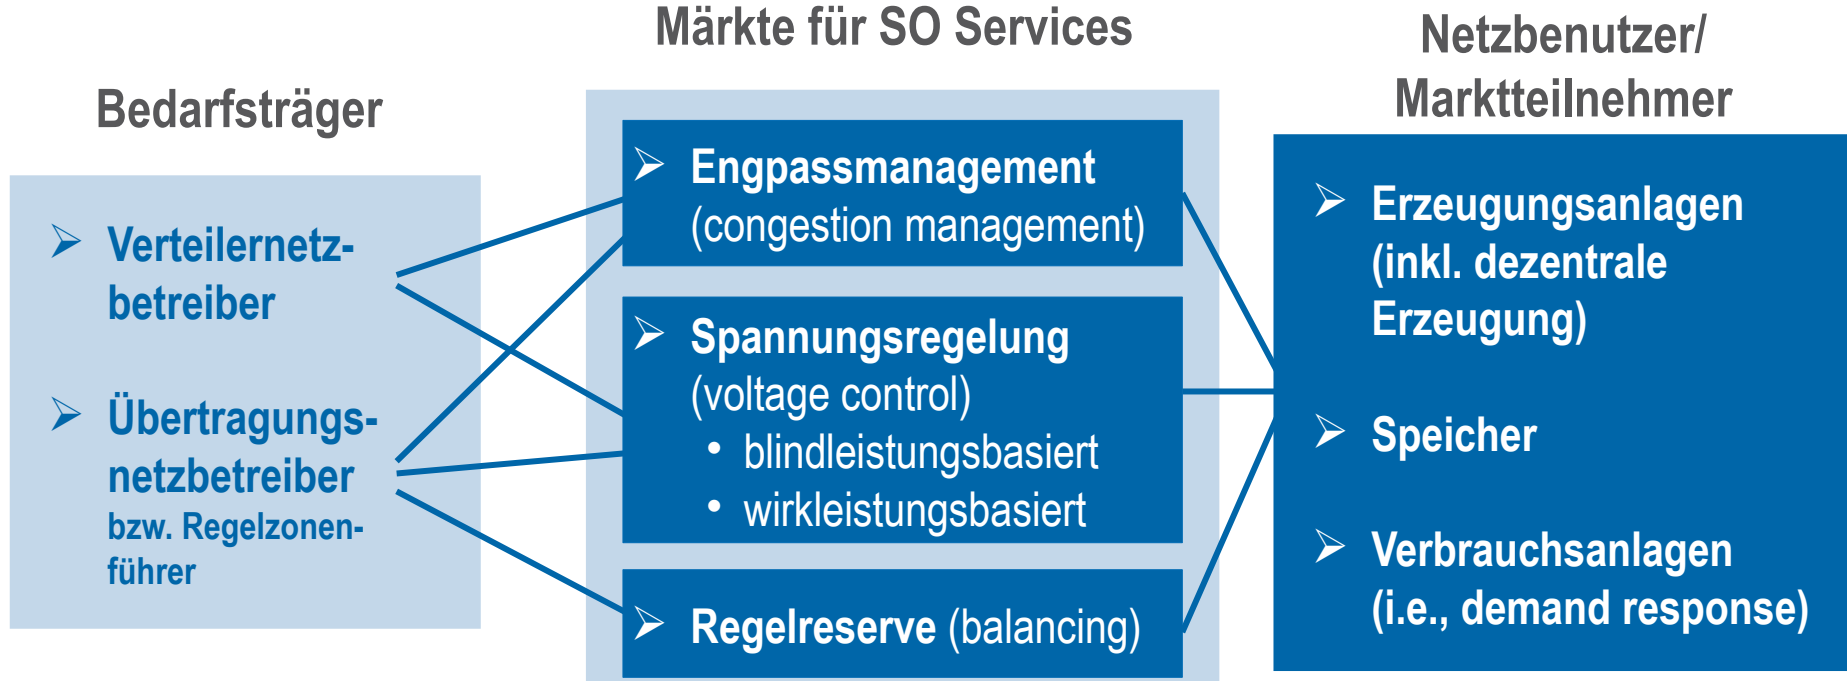 Bedarfsträger
Verteilernetz-
betreiber
Übertragungs-
netzbetreiber
bzw. Regelzonen-
führer
Märkte für SO Services
Engpassmanagement
(congestion management)
Spannungsregelung
(voltage control)
• blindleistungsbasiert
• wirkleistungsbasiert
Regelreserve (balancing)
Netzbenutzer/
Marktteilnehmer
Erzeugungsanlagen
(inkl. dezentrale
Erzeugung)
Speicher
Verbrauchsanlagen
(i.e., demand response)